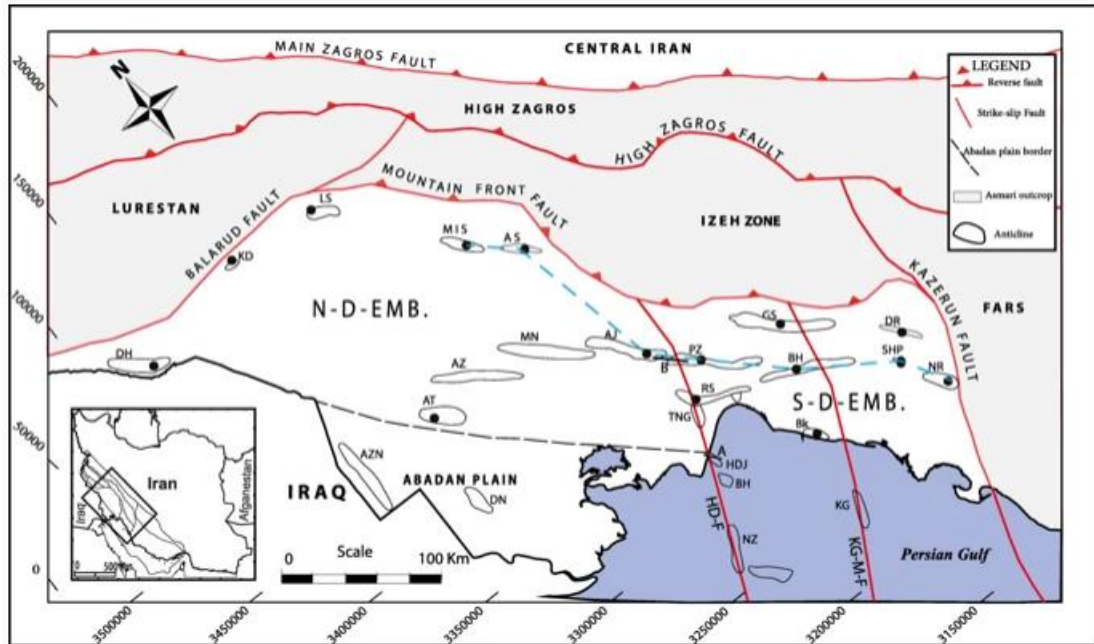 MAIN ZAGROS FAULT
CENTRAL IRAN
N
HIGH ZAGROS
HIGH ZAGROS FAULT
LEGEND
Reverse fault
Strike-slip Fault
Abadan plain border
Asmari outcrop
Anticline
200000
150000
100000
50000
0
LURESTAN
BALARUD FAULT
MOUNTAIN FRONT FAULT
IZEH ZONE
KAZERUN FAULT
FARS
LS
KD
MIS
AS
N-D-EMB.
GS
DR
DH
MN
AJ
B
PZ
BH
SHP
NR
AZ
AT
RS
TNG
S-D-EMB.
Bk
A
HDJ
BH
AZN
IRAQ
ABADAN PLAIN
DN
HD-F
NZ
KG
KG-M-F
Persian Gulf
Iran
Iraq
Afganestan
0
Scale
0
100 Km
3500000
3450000
3400000
3350000
3300000
3250000
3200000
3150000